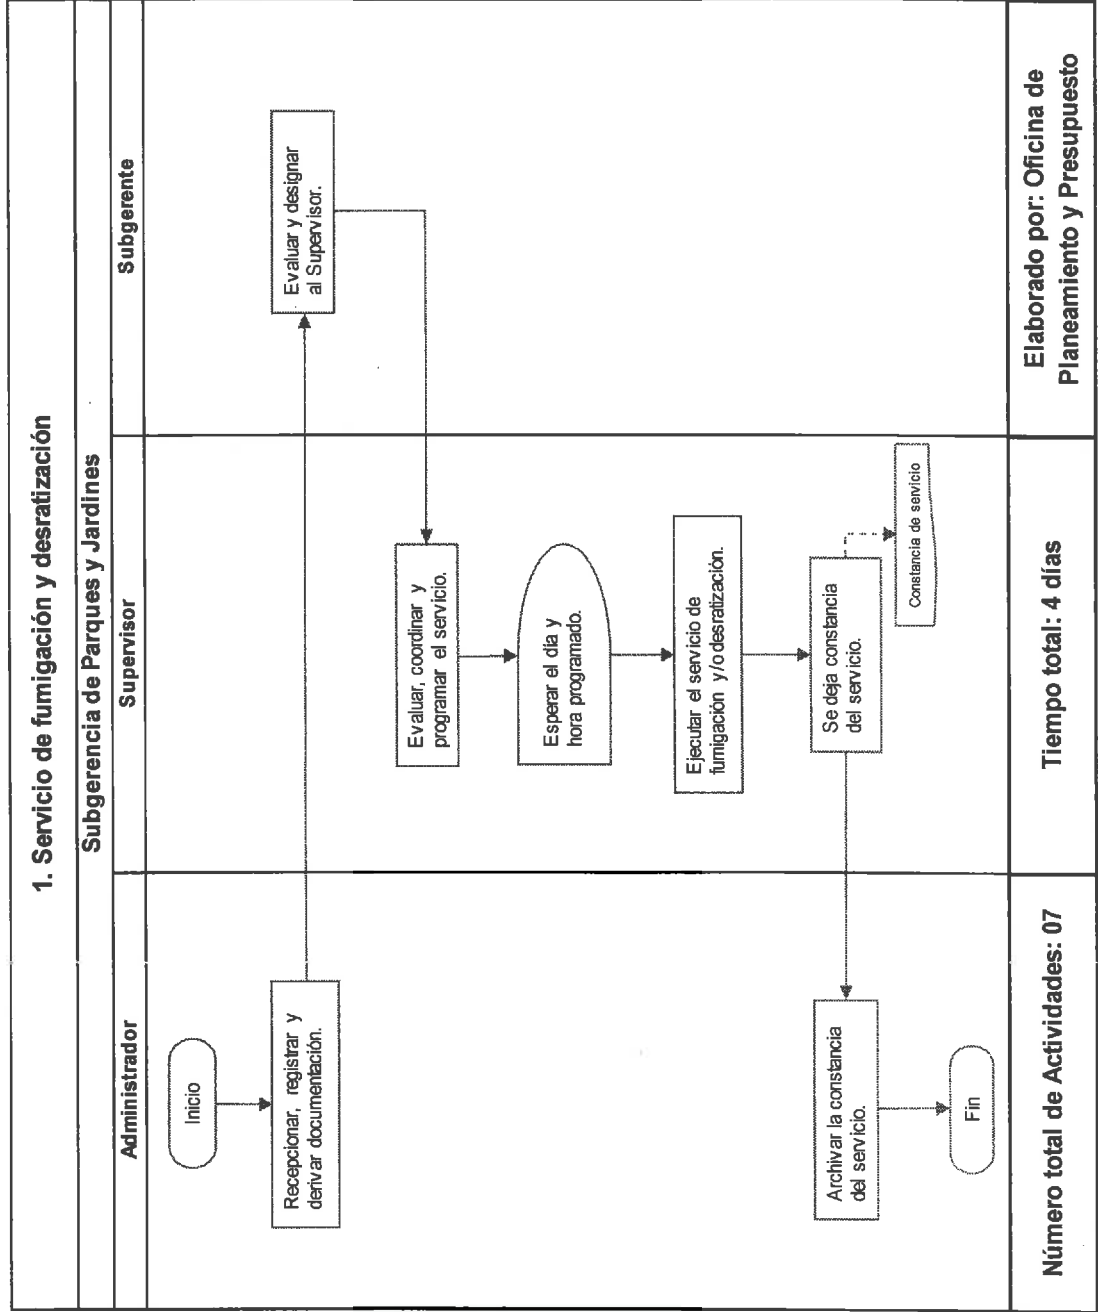 1. Servicio de fumigación y desratización
Subgerencia de Parques y Jardines
Administrador
Supervisor
Subgerente
Inicio
Recepcionar, registrar y
derivar documentación.
Evaluar y designar
al Supervisor.
Evaluar, coordinar y
programar el servicio.
Esperar el día y
hora programado.
Ejecutar el servicio de
fumigación y/o desratización.
Se deja constancia
del servicio.
Constancia de servicio
Archivar la constancia
del servicio.
Fin
Número total de Actividades: 07
Tiempo total: 4 días
Elaborado por: Oficina de
Planeamiento y Presupuesto